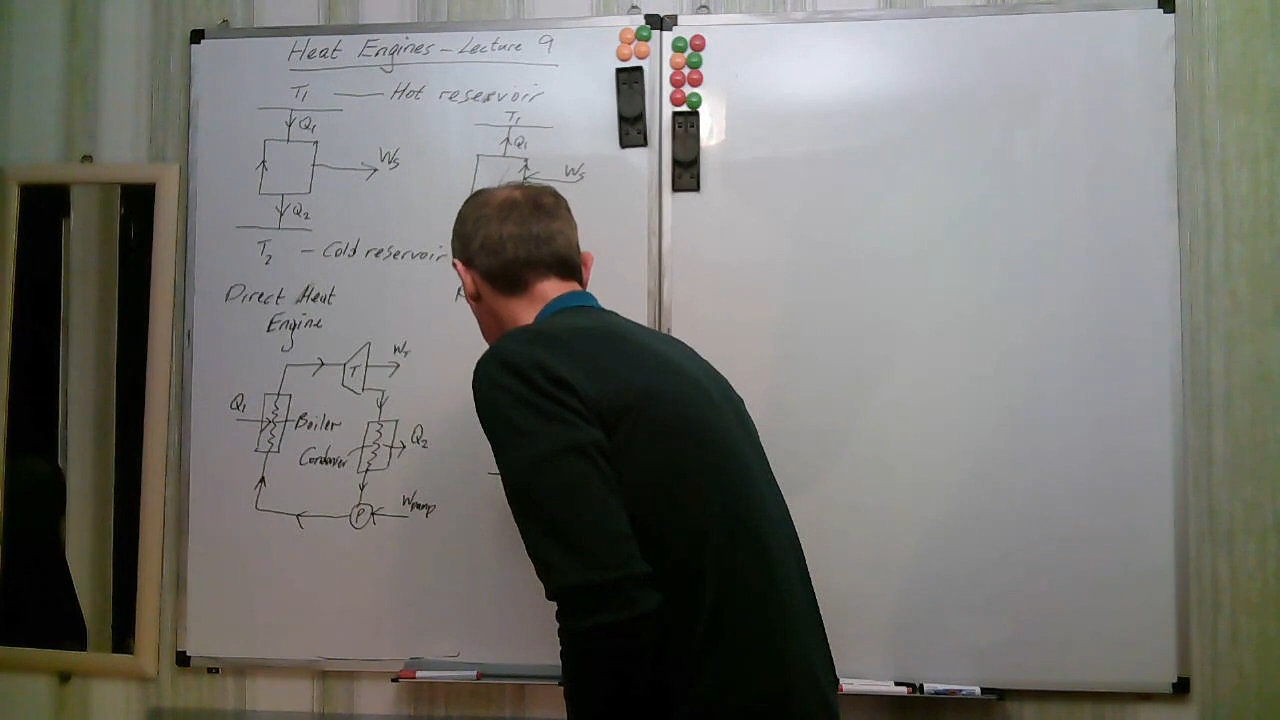 Heat Engines - Lecture 9
T1 — Hot reservoir
Q1
Ws
Q2
T2 - Cold reservoir
Direct Heat
Engine
T1
Q1
Ws
R
T
WT
Q1
Boiler
Condenser
Q2
P
Wpump